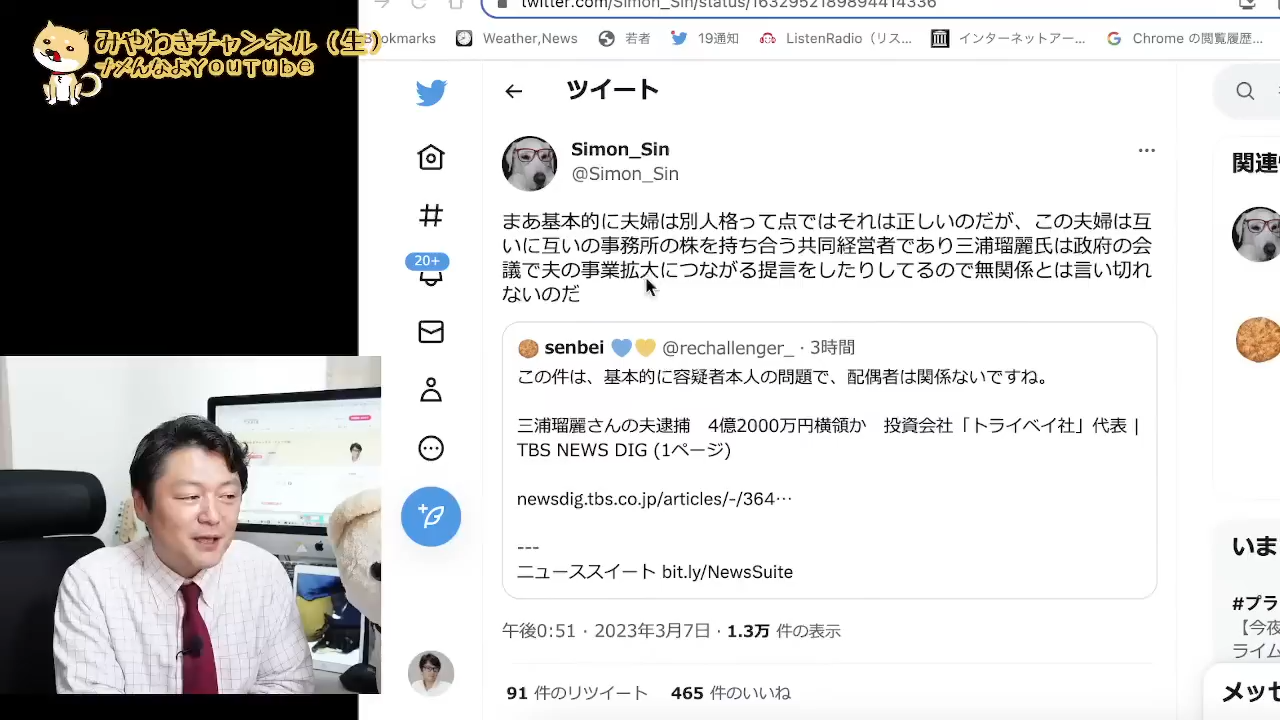 twitter.com/Simon_Sin/status/1632952189894414336
みやわきチャンネル（生）
Bookmarks
Weather,News
若者
19通知
ListenRadio（リス...
インターネットアー...
Chrome の閲覧履歴...
ツイート
Simon_Sin
@Simon_Sin
まあ基本的に夫婦は別人格って点ではそれは正しいのだが、この夫婦は互
いに互いの事務所の株を持ち合う共同経営者であり三浦瑠麗氏は政府の会
議で夫の事業拡大につながる提言をしたりしてるので無関係とは言い切れ
ないのだ
20+
senbei 💙💛 @rechallenger_ · 3時間
この件は、基本的に容疑者本人の問題で、配偶者は関係ないですね。
三浦瑠麗さんの夫逮捕　4億2000万円横領か　投資会社「トライベイ社」代表 |
TBS NEWS DIG (1ページ)
newsdig.tbs.co.jp/articles/-/364…
---
ニューススイート bit.ly/NewsSuite
午後0:51 · 2023年3月7日 · 1.3万 件の表示
91 件のリツイート　465 件のいいね
いま
#プラ
【今夜
ライム
メッセ